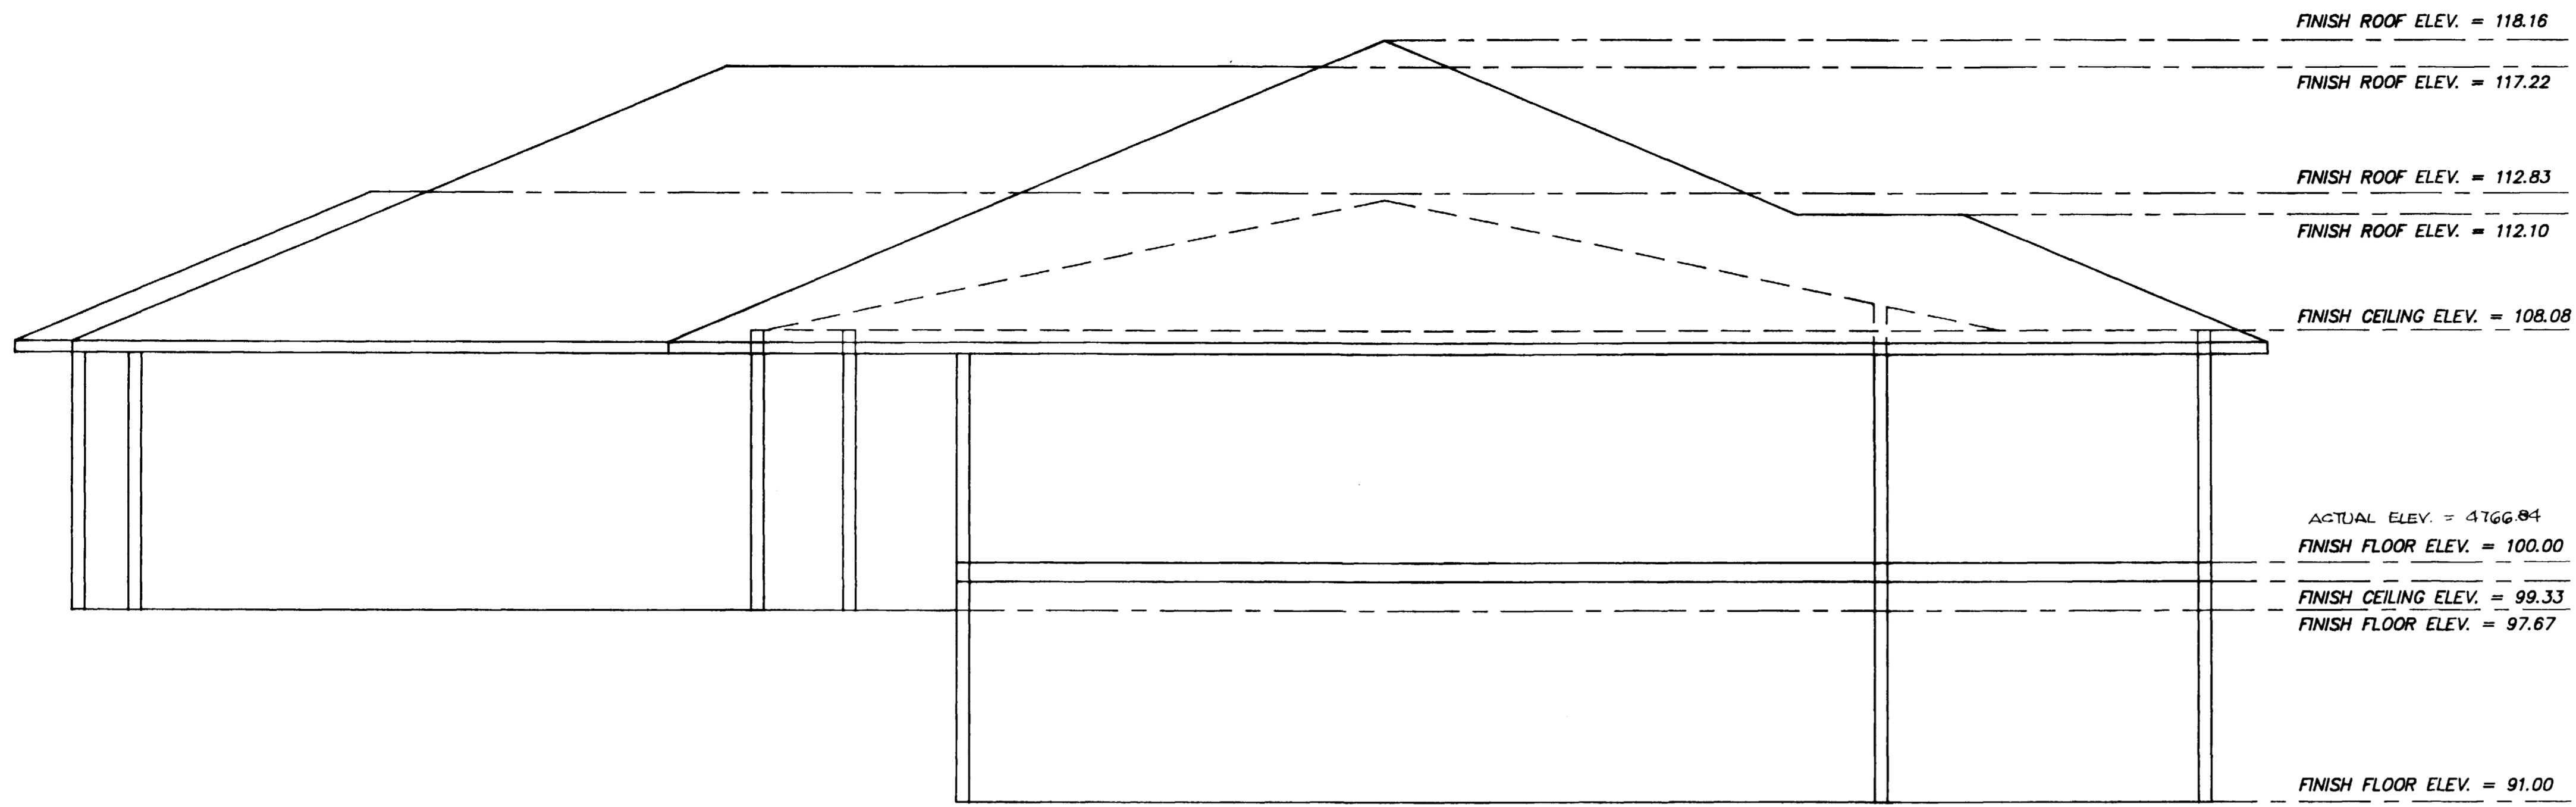 FINISH ROOF ELEV. = 118.16
FINISH ROOF ELEV. = 117.22
FINISH ROOF ELEV. = 112.83
FINISH ROOF ELEV. = 112.10
FINISH CEILING ELEV. = 108.08
ACTUAL ELEV. = 4766.84
FINISH FLOOR ELEV. = 100.00
FINISH CEILING ELEV. = 99.33
FINISH FLOOR ELEV. = 97.67
FINISH FLOOR ELEV. = 91.00